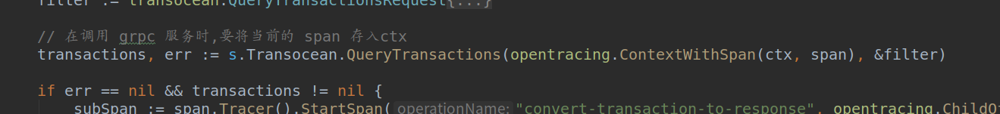 filter := transocean.QueryTransactionsRequest{...}
// 在调用 grpc 服务时,要将当前的 span 存入ctx
transactions, err := s.Transocean.QueryTransactions(opentracing.ContextWithSpan(ctx, span), &filter)
if err == nil && transactions != nil {
subSpan := span.Tracer().StartSpan( operationName: "convert-transaction-to-response", opentracing.ChildO